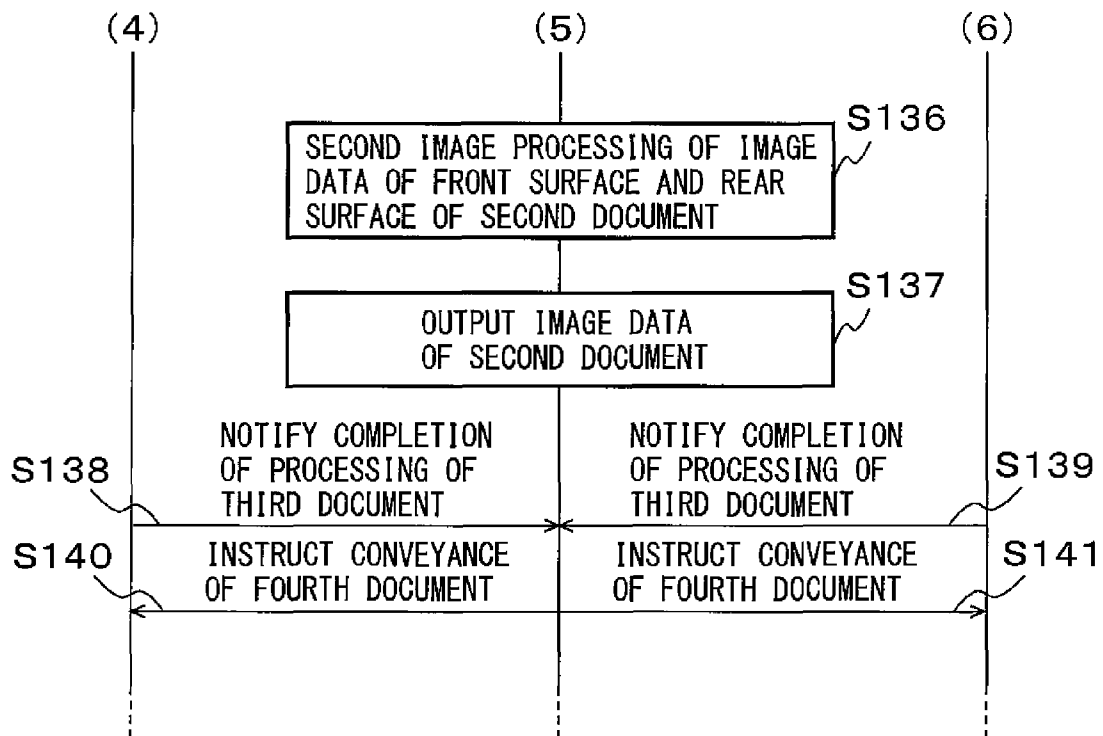 (4) (5) (6)
S136
SECOND IMAGE PROCESSING OF IMAGE
DATA OF FRONT SURFACE AND REAR
SURFACE OF SECOND DOCUMENT
S137
OUTPUT IMAGE DATA
OF SECOND DOCUMENT
S138
NOTIFY COMPLETION
OF PROCESSING OF
THIRD DOCUMENT
NOTIFY COMPLETION
OF PROCESSING OF
THIRD DOCUMENT
S139
S140
INSTRUCT CONVEYANCE
OF FOURTH DOCUMENT
INSTRUCT CONVEYANCE
OF FOURTH DOCUMENT
S141